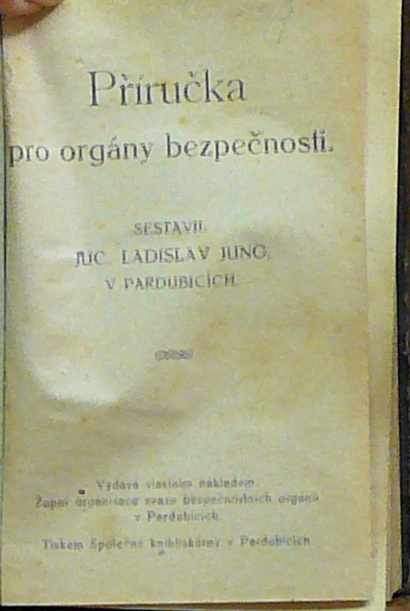 Příručka
pro orgány bezpečnosti.
SESTAVIL
JUC. LADISLAV JUNG,
V PARDUBICÍCH.
Vydává vlastním nákladem
Župní organisace svazu bezpečnostních orgánů
v Pardubicích.
Tiskem Společné knihtiskárny v Pardubicích